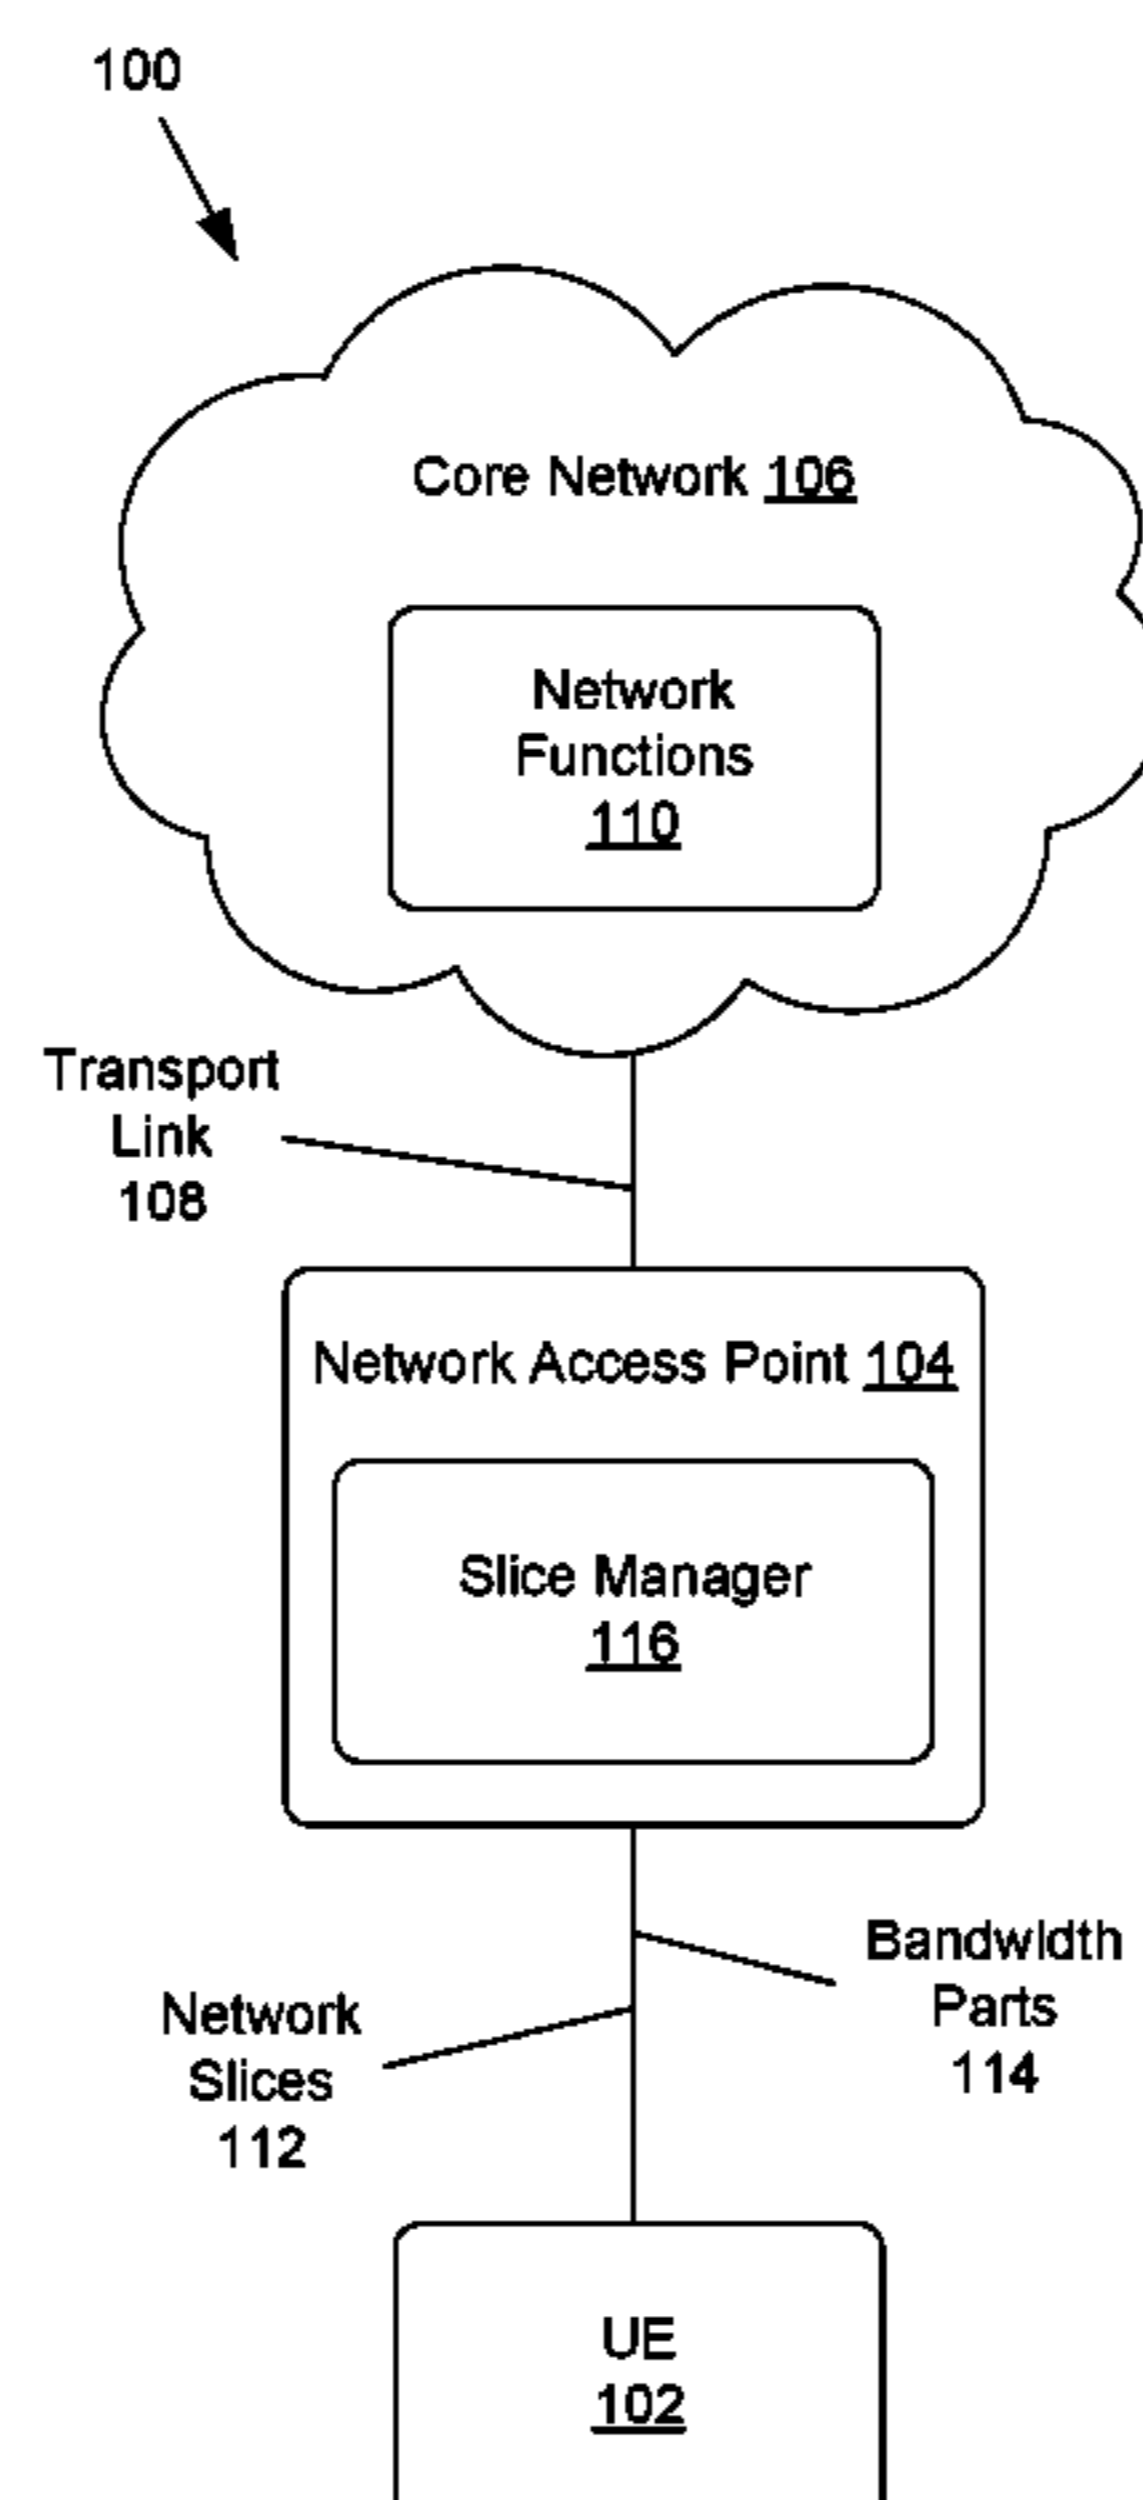 100
Core Network 106
Network
Functions
110
Transport
Link
108
Network Access Point 104
Slice Manager
116
Bandwidth
Parts
114
Network
Slices
112
UE
102